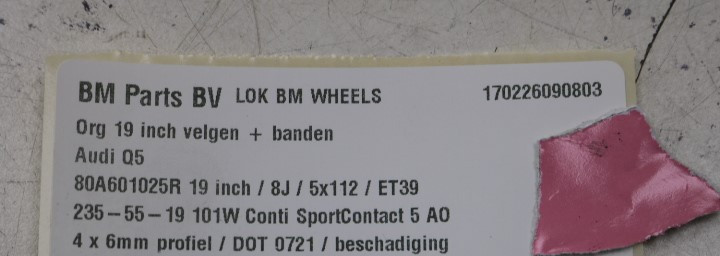 BM Parts BV LOK BM WHEELS 170226090803
Org 19 inch velgen + banden
Audi Q5
80A601025R 19 inch / 8J / 5x112 / ET39
235-55-19 101W Conti SportContact 5 AO
4 x 6mm profiel / DOT 0721 / beschadiging